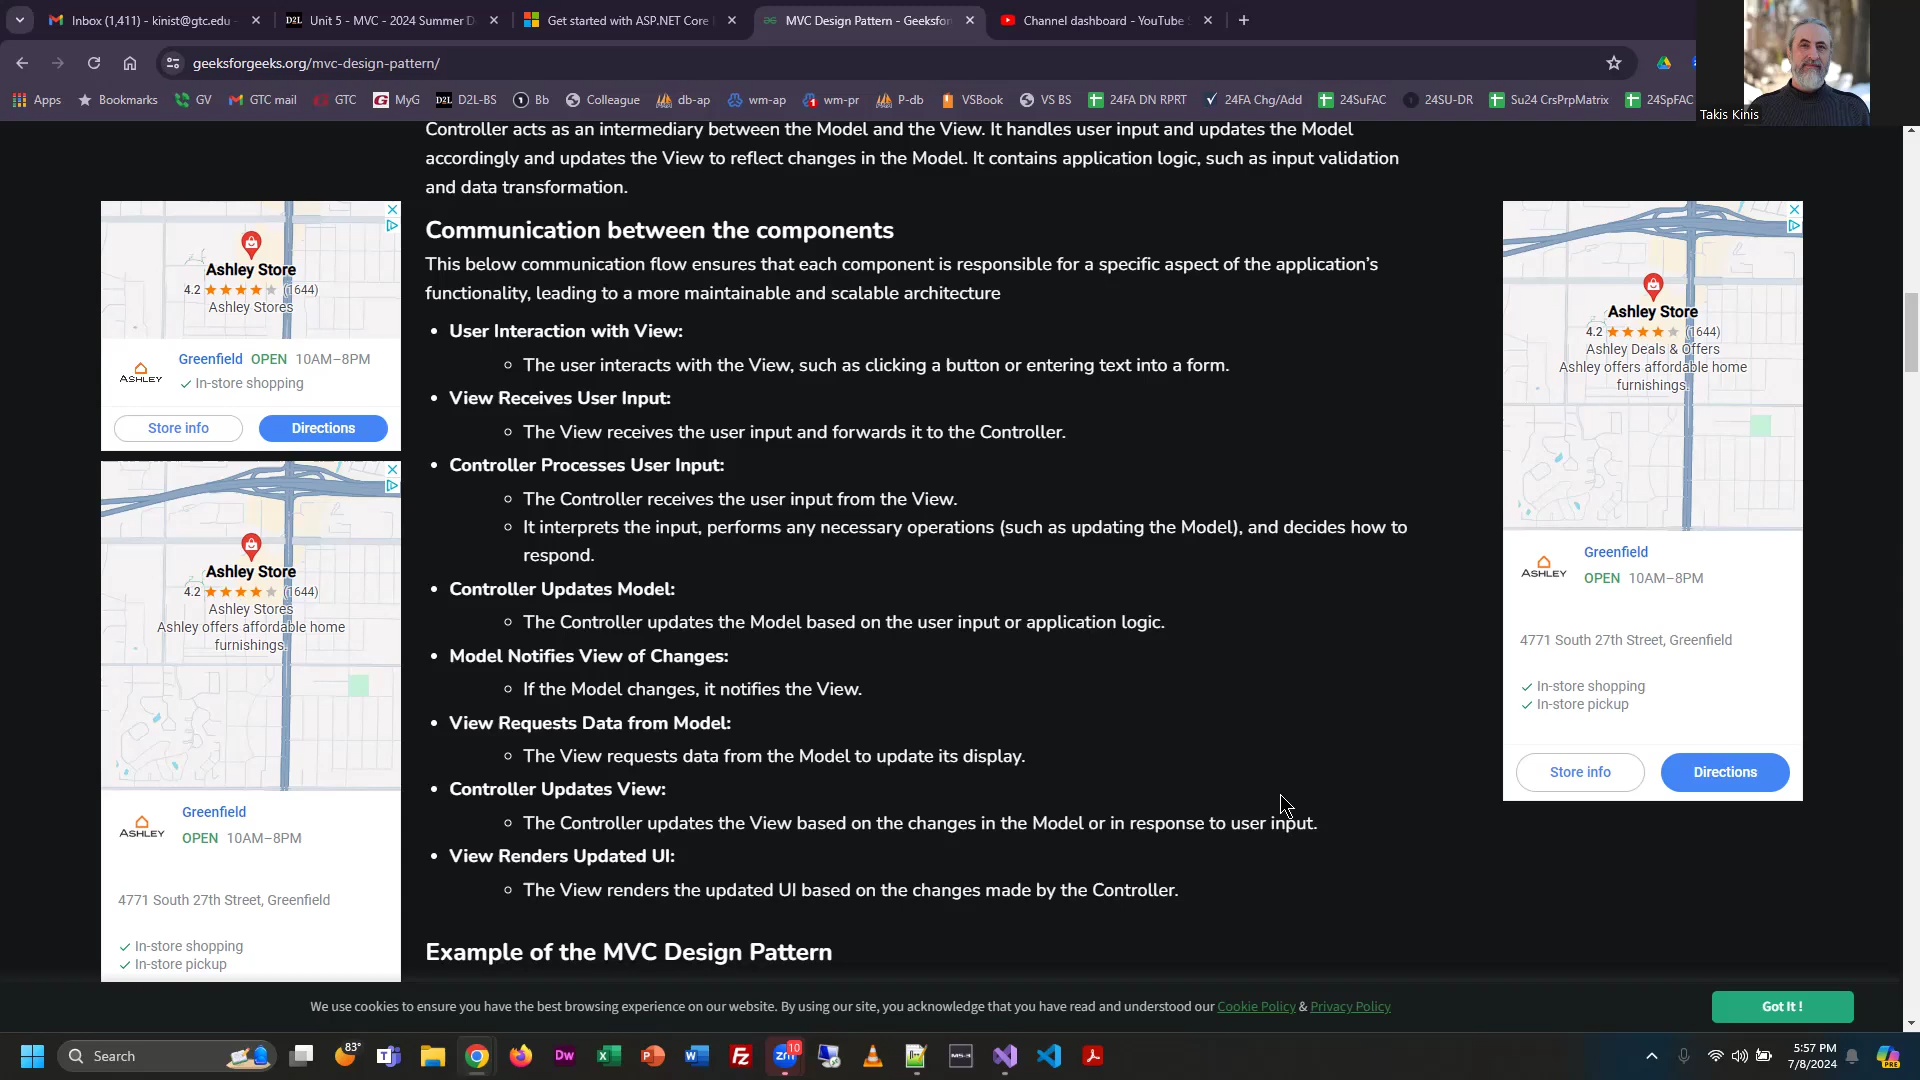 Inbox (1,411) - kinist@gtc.edu
Unit 5 - MVC - 2024 Summer D
Get started with ASP.NET Core
MVC Design Pattern - Geeksfor
Channel dashboard - YouTube
geeksforgeeks.org/mvc-design-pattern/
Apps
Bookmarks
GV
GTC mail
GTC
MyG
D2L-BS
Bb
Colleague
db-ap
wm-ap
wm-pr
P-db
VSBook
VS BS
24FA DN RPRT
24FA Chg/Add
24SuFAC
24SU-DR
Su24 CrsPrpMatrix
24SpFAC
Takis Kinis
Controller acts as an intermediary between the Model and the View. It handles user input and updates the Model
accordingly and updates the View to reflect changes in the Model. It contains application logic, such as input validation
and data transformation.
Communication between the components
This below communication flow ensures that each component is responsible for a specific aspect of the application's
functionality, leading to a more maintainable and scalable architecture
• User Interaction with View:
The user interacts with the View, such as clicking a button or entering text into a form.
• View Receives User Input:
The View receives the user input and forwards it to the Controller.
• Controller Processes User Input:
The Controller receives the user input from the View.
It interprets the input, performs any necessary operations (such as updating the Model), and decides how to
respond.
• Controller Updates Model:
The Controller updates the Model based on the user input or application logic.
• Model Notifies View of Changes:
If the Model changes, it notifies the View.
• View Requests Data from Model:
The View requests data from the Model to update its display.
• Controller Updates View:
The Controller updates the View based on the changes in the Model or in response to user input.
• View Renders Updated UI:
The View renders the updated UI based on the changes made by the Controller.
Example of the MVC Design Pattern
Ashley Store
4.2 (1644)
Ashley Stores
ASHLEY
Greenfield OPEN 10AM–8PM
In-store shopping
Store info
Directions
Ashley Store
4.2 (1644)
Ashley Stores
Ashley offers affordable home
furnishings.
ASHLEY
Greenfield
OPEN 10AM–8PM
4771 South 27th Street, Greenfield
In-store shopping
In-store pickup
Ashley Store
4.2 (1644)
Ashley Deals & Offers
Ashley offers affordable home
furnishings.
ASHLEY
Greenfield
OPEN 10AM–8PM
4771 South 27th Street, Greenfield
In-store shopping
In-store pickup
Store info
Directions
We use cookies to ensure you have the best browsing experience on our website. By using our site, you acknowledge that you have read and understood our Cookie Policy & Privacy Policy
Got It !
Search
83°
10
5:57 PM
7/8/2024